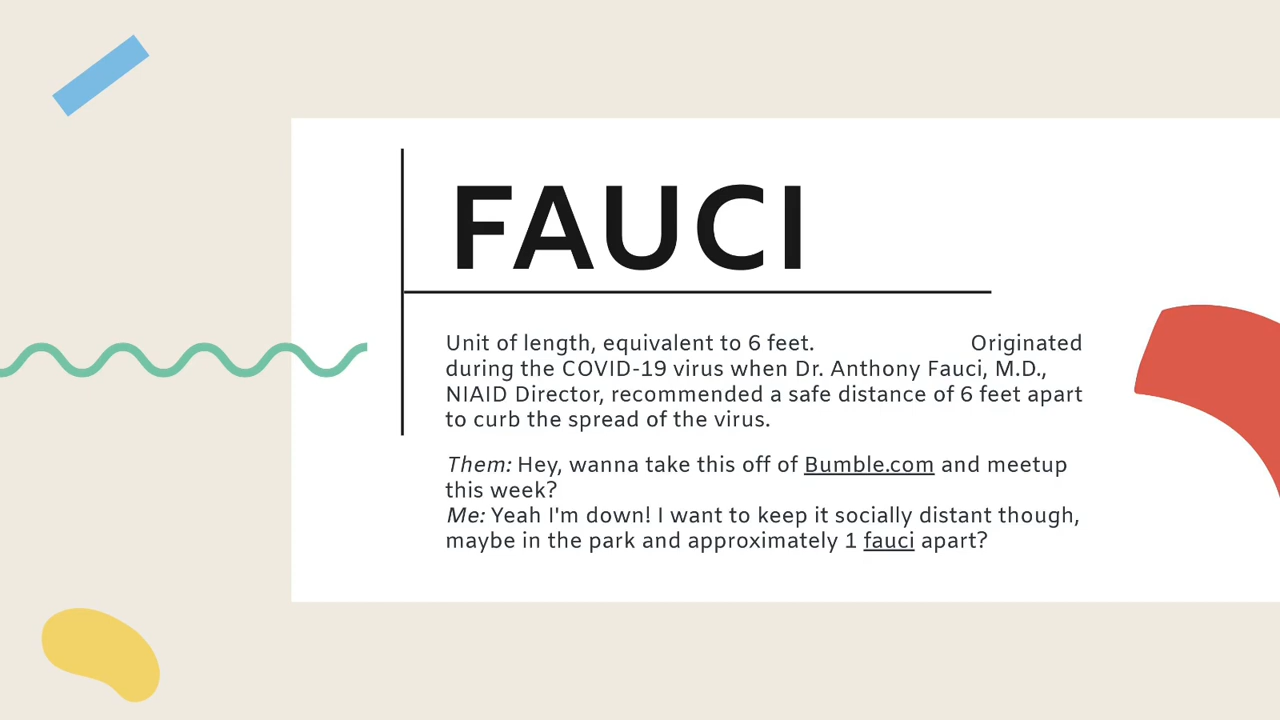 FAUCI
Unit of length, equivalent to 6 feet. Originated
during the COVID-19 virus when Dr. Anthony Fauci, M.D.,
NIAID Director, recommended a safe distance of 6 feet apart
to curb the spread of the virus.
Them: Hey, wanna take this off of Bumble.com and meetup
this week?
Me: Yeah I'm down! I want to keep it socially distant though,
maybe in the park and approximately 1 fauci apart?